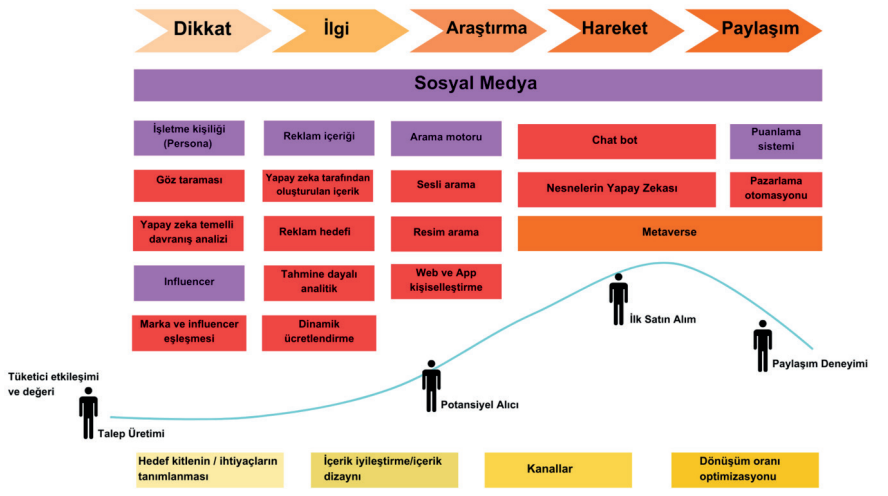 Dikkat
İlgi
Araştırma
Hareket
Paylaşım
Sosyal Medya
İşletme kişiliği
(Persona)
Reklam içeriği
Arama motoru
Chat bot
Puanlama
sistemi
Göz taraması
Yapay zeka tarafından
oluşturulan içerik
Sesli arama
Nesnelerin Yapay Zekası
Pazarlama
otomasyonu
Yapay zeka temelli
davranış analizi
Reklam hedefi
Resim arama
Metaverse
Influencer
Tahmine dayalı
analitik
Web ve App
kişiselleştirme
Marka ve influencer
eşleşmesi
Dinamik
ücretlendirme
İlk Satın Alım
Paylaşım Deneyimi
Tüketici etkileşimi
ve değeri
Potansiyel Alıcı
Talep Üretimi
Hedef kitlenin / ihtiyaçların
tanımlanması
İçerik iyileştirme/içerik
dizaynı
Kanallar
Dönüşüm oranı
optimizasyonu